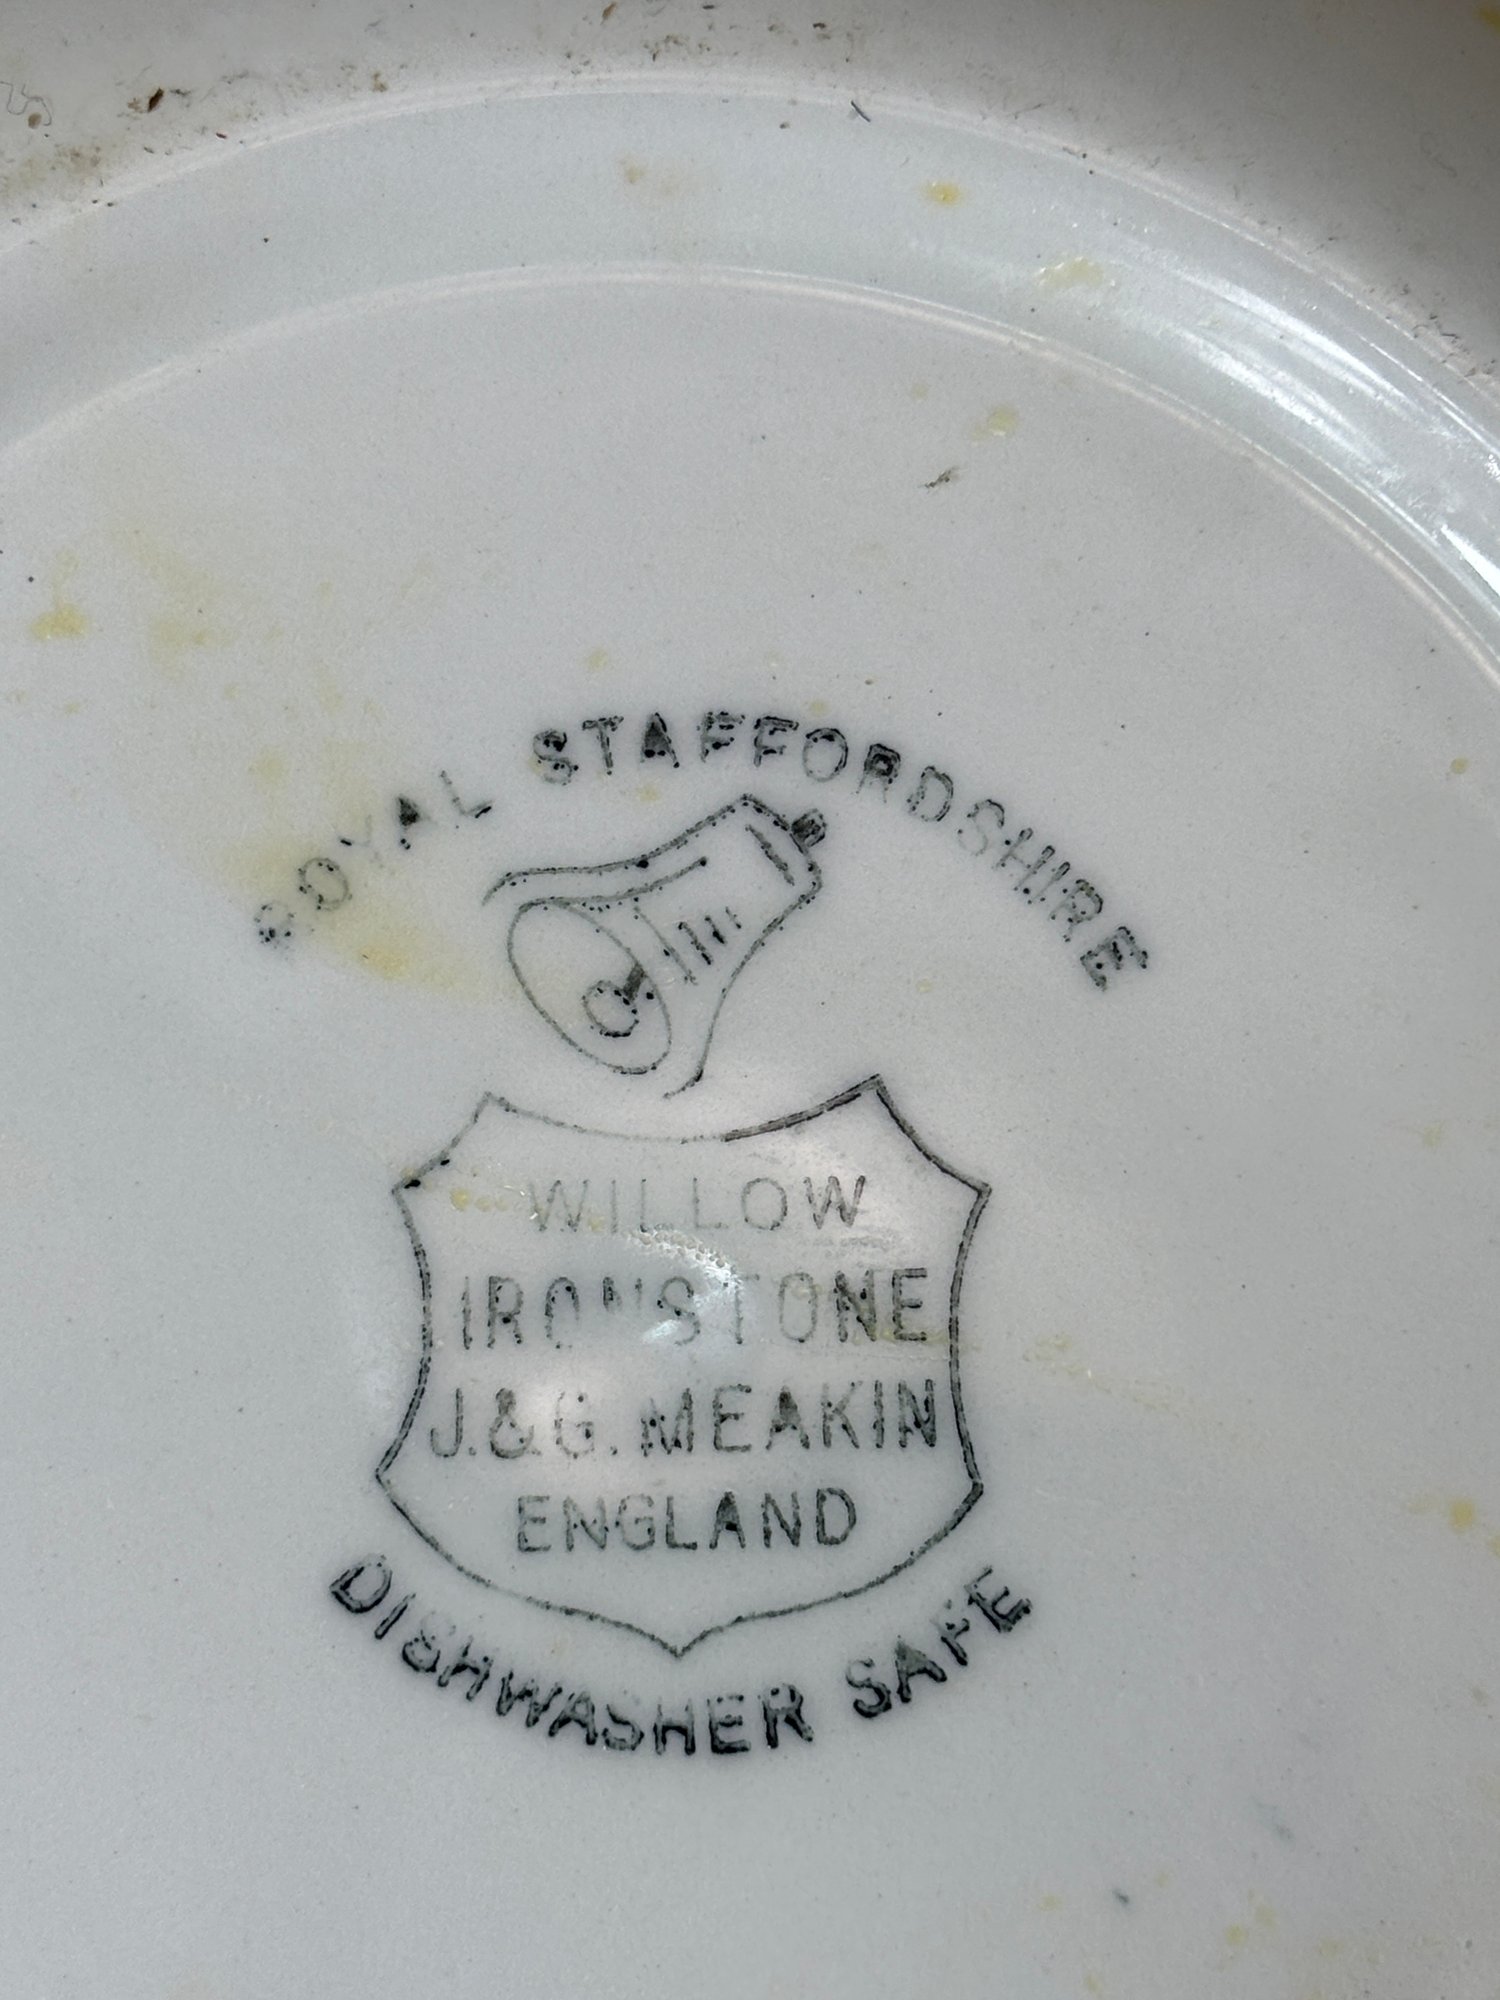 ROYAL STAFFORDSHIRE
WILLOW
IRONSTONE
J.&G. MEAKIN
ENGLAND
DISHWASHER SAFE